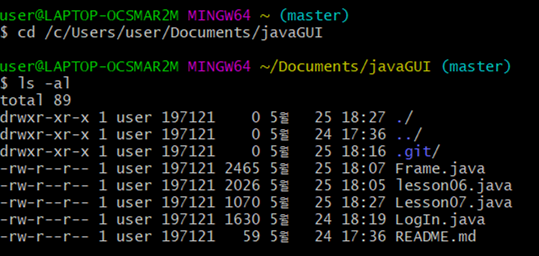 user@LAPTOP-OCSMAR2M MINGW64 ~ (master)
$ cd /c/Users/user/Documents/javaGUI
user@LAPTOP-OCSMAR2M MINGW64 ~/Documents/javaGUI (master)
$ ls -al
total 89
drwxr-xr-x 1 user 197121 0 5월 25 18:27 ./
drwxr-xr-x 1 user 197121 0 5월 24 17:36 ../
drwxr-xr-x 1 user 197121 0 5월 25 18:16 .git/
-rw-r--r-- 1 user 197121 2465 5월 25 18:07 Frame.java
-rw-r--r-- 1 user 197121 2026 5월 25 18:05 lesson06.java
-rw-r--r-- 1 user 197121 1070 5월 25 18:27 Lesson07.java
-rw-r--r-- 1 user 197121 1630 5월 24 18:19 LogIn.java
-rw-r--r-- 1 user 197121 59 5월 24 17:36 README.md